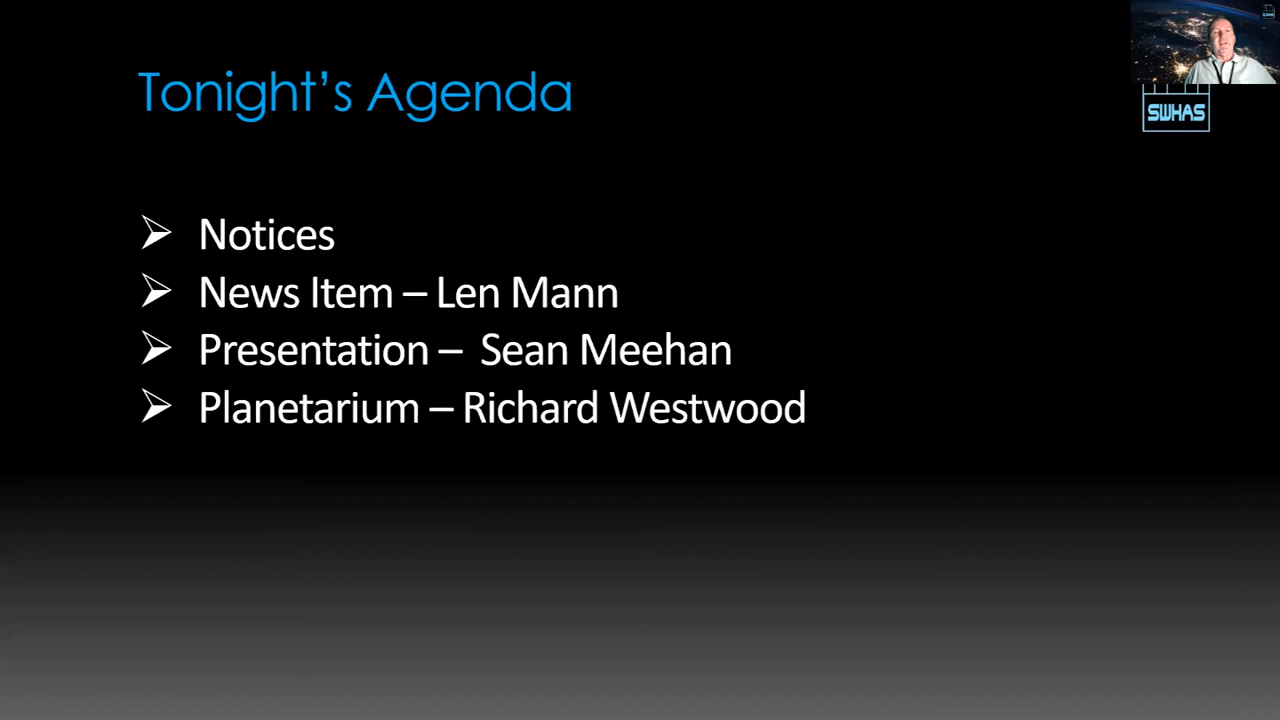 Tonight’s Agenda
SWHAS
Notices
News Item – Len Mann
Presentation – Sean Meehan
Planetarium – Richard Westwood